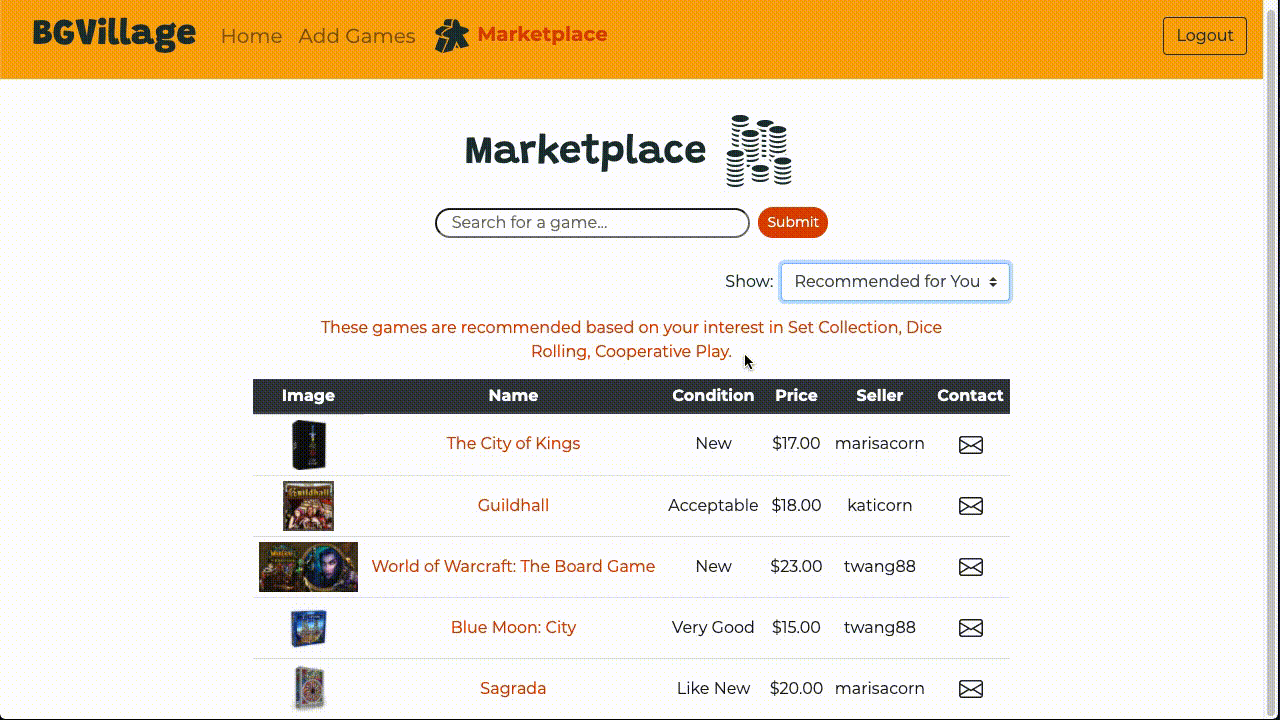 BGVillage Home Add Games Marketplace Logout
Marketplace
Search for a game... Submit
Show: Recommended for You
These games are recommended based on your interest in Set Collection, Dice
Rolling, Cooperative Play.
Image Name Condition Price Seller Contact
The City of Kings New $17.00 marisacorn
Guildhall Acceptable $18.00 katicorn
World of Warcraft: The Board Game New $23.00 twang88
Blue Moon: City Very Good $15.00 twang88
Sagrada Like New $20.00 marisacorn